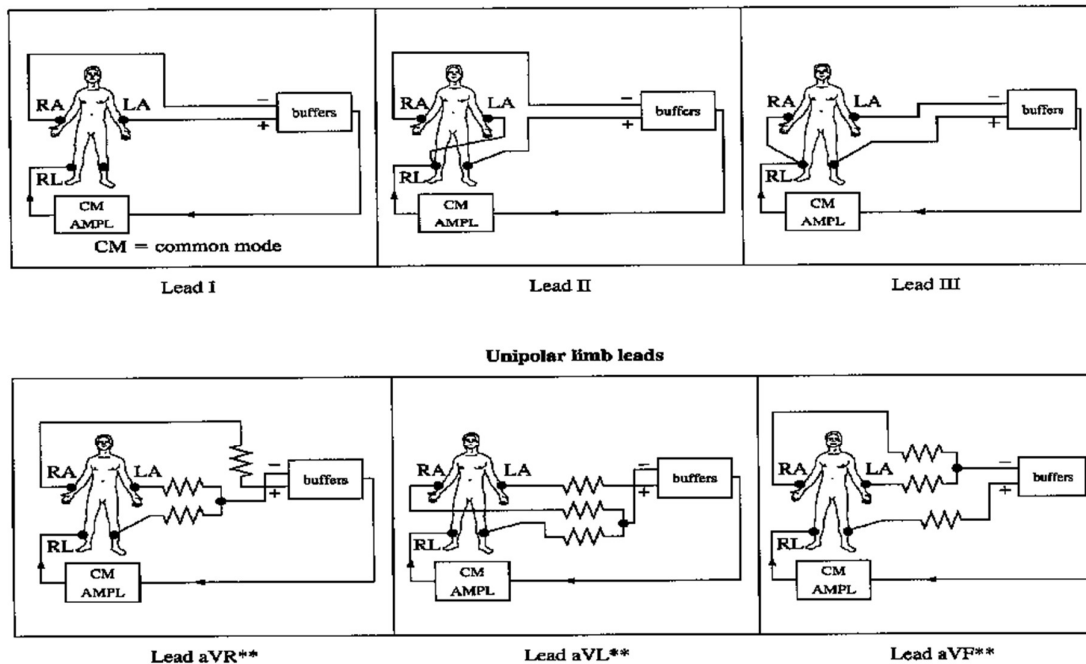 RA LA − + buffers
RL
CM
AMPL
CM = common mode
Lead I
RA LA − + buffers
RL
CM
AMPL
Lead II
RA LA − + buffers
RL
CM
AMPL
Lead III
Unipolar limb leads
RA LA − + buffers
RL
CM
AMPL
Lead aVR**
RA LA − + buffers
RL
CM
AMPL
Lead aVL**
RA LA − + buffers
RL
CM
AMPL
Lead aVF**